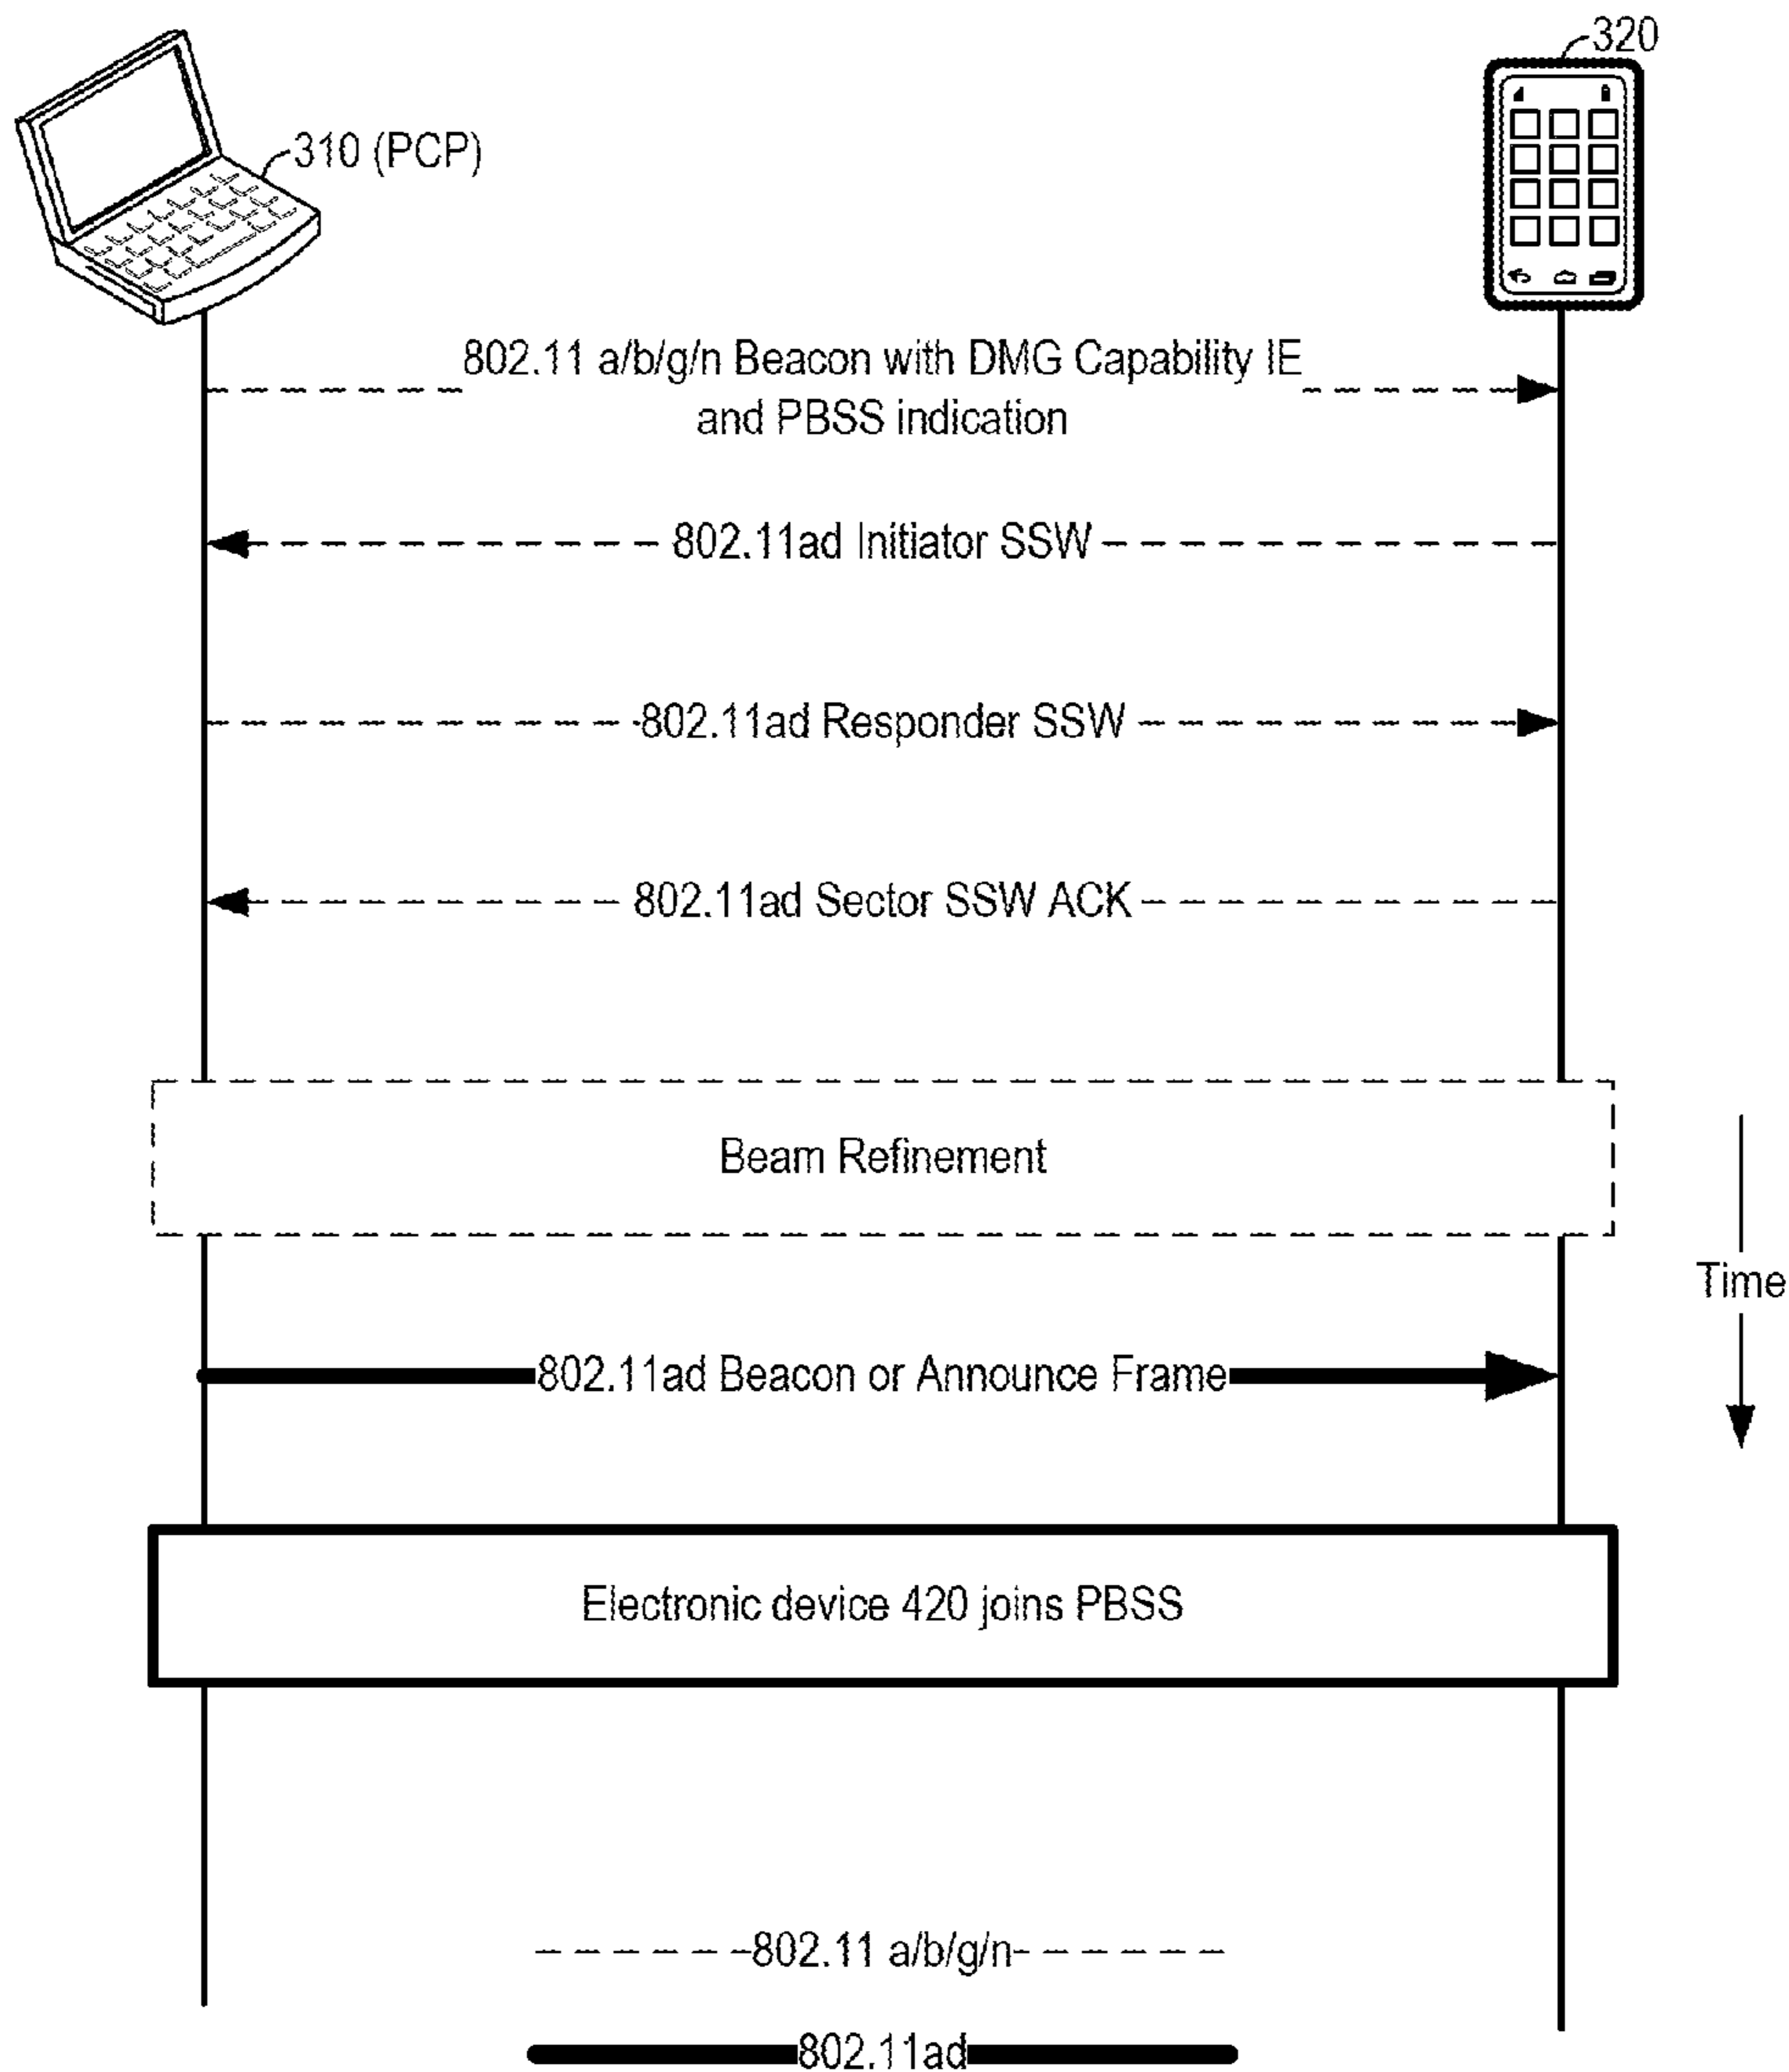 320
310 (PCP)
802.11 a/b/g/n Beacon with DMG Capability IE
and PBSS indication
802.11ad Initiator SSW
802.11ad Responder SSW
802.11ad Sector SSW ACK
Beam Refinement
Time
802.11ad Beacon or Announce Frame
Electronic device 420 joins PBSS
802.11 a/b/g/n
802.11ad